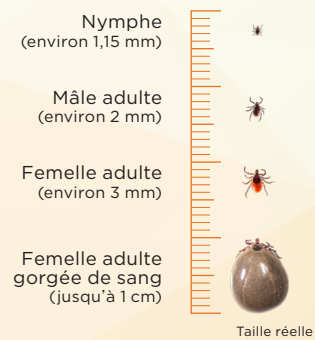 Nymphe
(environ 1,15 mm)
Mâle adulte
(environ 2 mm)
Femelle adulte
(environ 3 mm)
Femelle adulte
gorgée de sang
(jusqu'à 1 cm)
Taille réelle